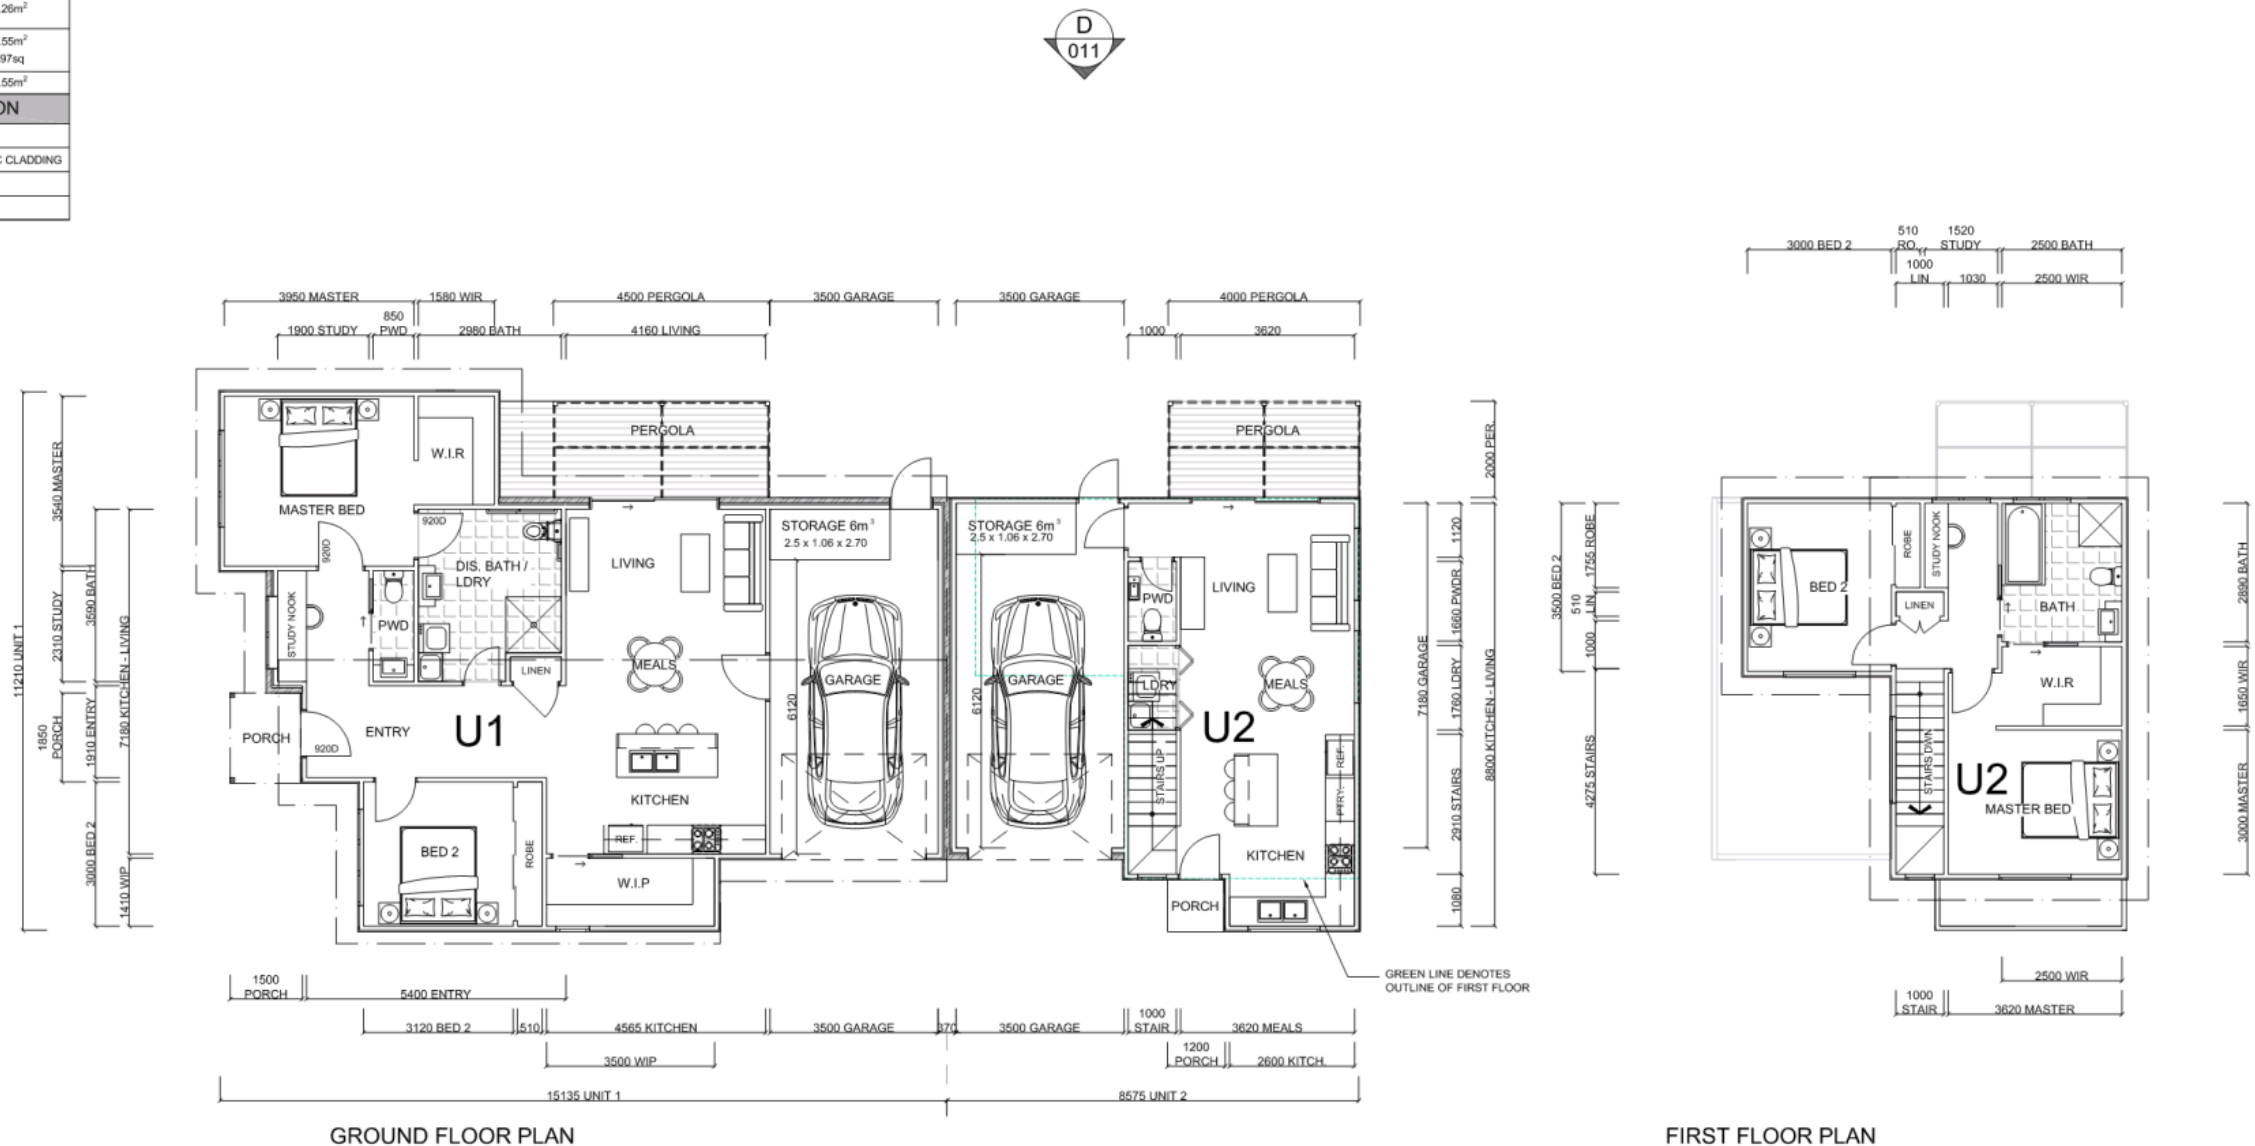 .26m²
.55m²
.97sq
.55m²
ON
C CLADDING
D
011
510
RO.
1520
STUDY
3000 BED 2
2500 BATH
1000
LIN
1030
2500 WIR
3950 MASTER
1580 WIR
4500 PERGOLA
3500 GARAGE
3500 GARAGE
4000 PERGOLA
1900 STUDY
850
PWD
2980 BATH
4160 LIVING
1000
3620
11210 UNIT 1
3540 MASTER
2310 STUDY
1850
PORCH
3590 BATH
1910 ENTRY
3000 BED 2
7180 KITCHEN - LIVING
1410 WIP
MASTER BED
W.I.R
920D
920D
DIS. BATH /
LDRY
STUDY NOOK
PWD
LINEN
PORCH
920D
ENTRY
U1
BED 2
ROBE
PERGOLA
LIVING
MEALS
KITCHEN
REF.
W.I.P
STORAGE 6m³
2.5 x 1.06 x 2.70
GARAGE
6120
STORAGE 6m³
2.5 x 1.06 x 2.70
GARAGE
6120
PERGOLA
LIVING
PWD
LDRY
MEALS
U2
STAIRS UP
REF.
PTRY.
KITCHEN
PORCH
2000 PER.
7180 GARAGE
1120
1660 PWDR
1760 LDRY
2910 STAIRS
1080
8800 KITCHEN - LIVING
GREEN LINE DENOTES
OUTLINE OF FIRST FLOOR
3500 BED 2
1755 ROBE
510
LIN
1000
4275 STAIRS
BED 2
ROBE
STUDY NOOK
LINEN
BATH
W.I.R
STAIRS DWN
U2
MASTER BED
2890 BATH
1650 WIR
3000 MASTER
2500 WIR
1000
STAIR
3620 MASTER
1500
PORCH
5400 ENTRY
3120 BED 2
510
4565 KITCHEN
3500 GARAGE
370
3500 GARAGE
1000
STAIR
3620 MEALS
3500 WIP
1200
PORCH
2600 KITCH.
15135 UNIT 1
8575 UNIT 2
GROUND FLOOR PLAN
FIRST FLOOR PLAN